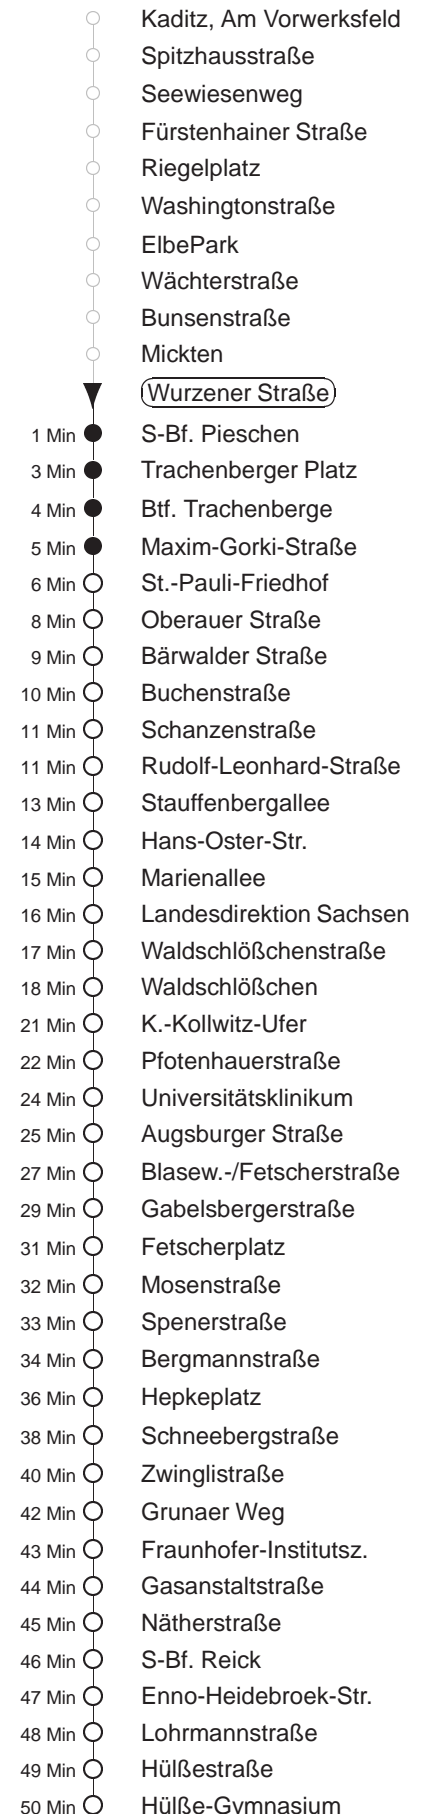 Kaditz, Am Vorwerksfeld
Spitzhausstraße
Seewiesenweg
Fürstenhainer Straße
Riegelplatz
Washingtonstraße
ElbePark
Wächterstraße
Bunsenstraße
Mickten
Wurzener Straße
1 Min S-Bf. Pieschen
3 Min Trachenberger Platz
4 Min Btf. Trachenberge
5 Min Maxim-Gorki-Straße
6 Min St.-Pauli-Friedhof
8 Min Oberauer Straße
9 Min Bärwalder Straße
10 Min Buchenstraße
11 Min Schanzenstraße
11 Min Rudolf-Leonhard-Straße
13 Min Stauffenbergallee
14 Min Hans-Oster-Str.
15 Min Marienallee
16 Min Landesdirektion Sachsen
17 Min Waldschlößchenstraße
18 Min Waldschlößchen
21 Min K.-Kollwitz-Ufer
22 Min Pfotenhauerstraße
24 Min Universitätsklinikum
25 Min Augsburger Straße
27 Min Blasew.-/Fetscherstraße
29 Min Gabelsbergerstraße
31 Min Fetscherplatz
32 Min Mosenstraße
33 Min Spenerstraße
34 Min Bergmannstraße
36 Min Hepkeplatz
38 Min Schneebergstraße
40 Min Zwinglistraße
42 Min Grunaer Weg
43 Min Fraunhofer-Institutsz.
44 Min Gasanstaltstraße
45 Min Nätherstraße
46 Min S-Bf. Reick
47 Min Enno-Heidebroek-Str.
48 Min Lohrmannstraße
49 Min Hülßestraße
50 Min Hülße-Gymnasium